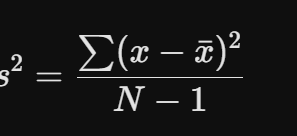 s² = ∑(x − x̄)² / N − 1